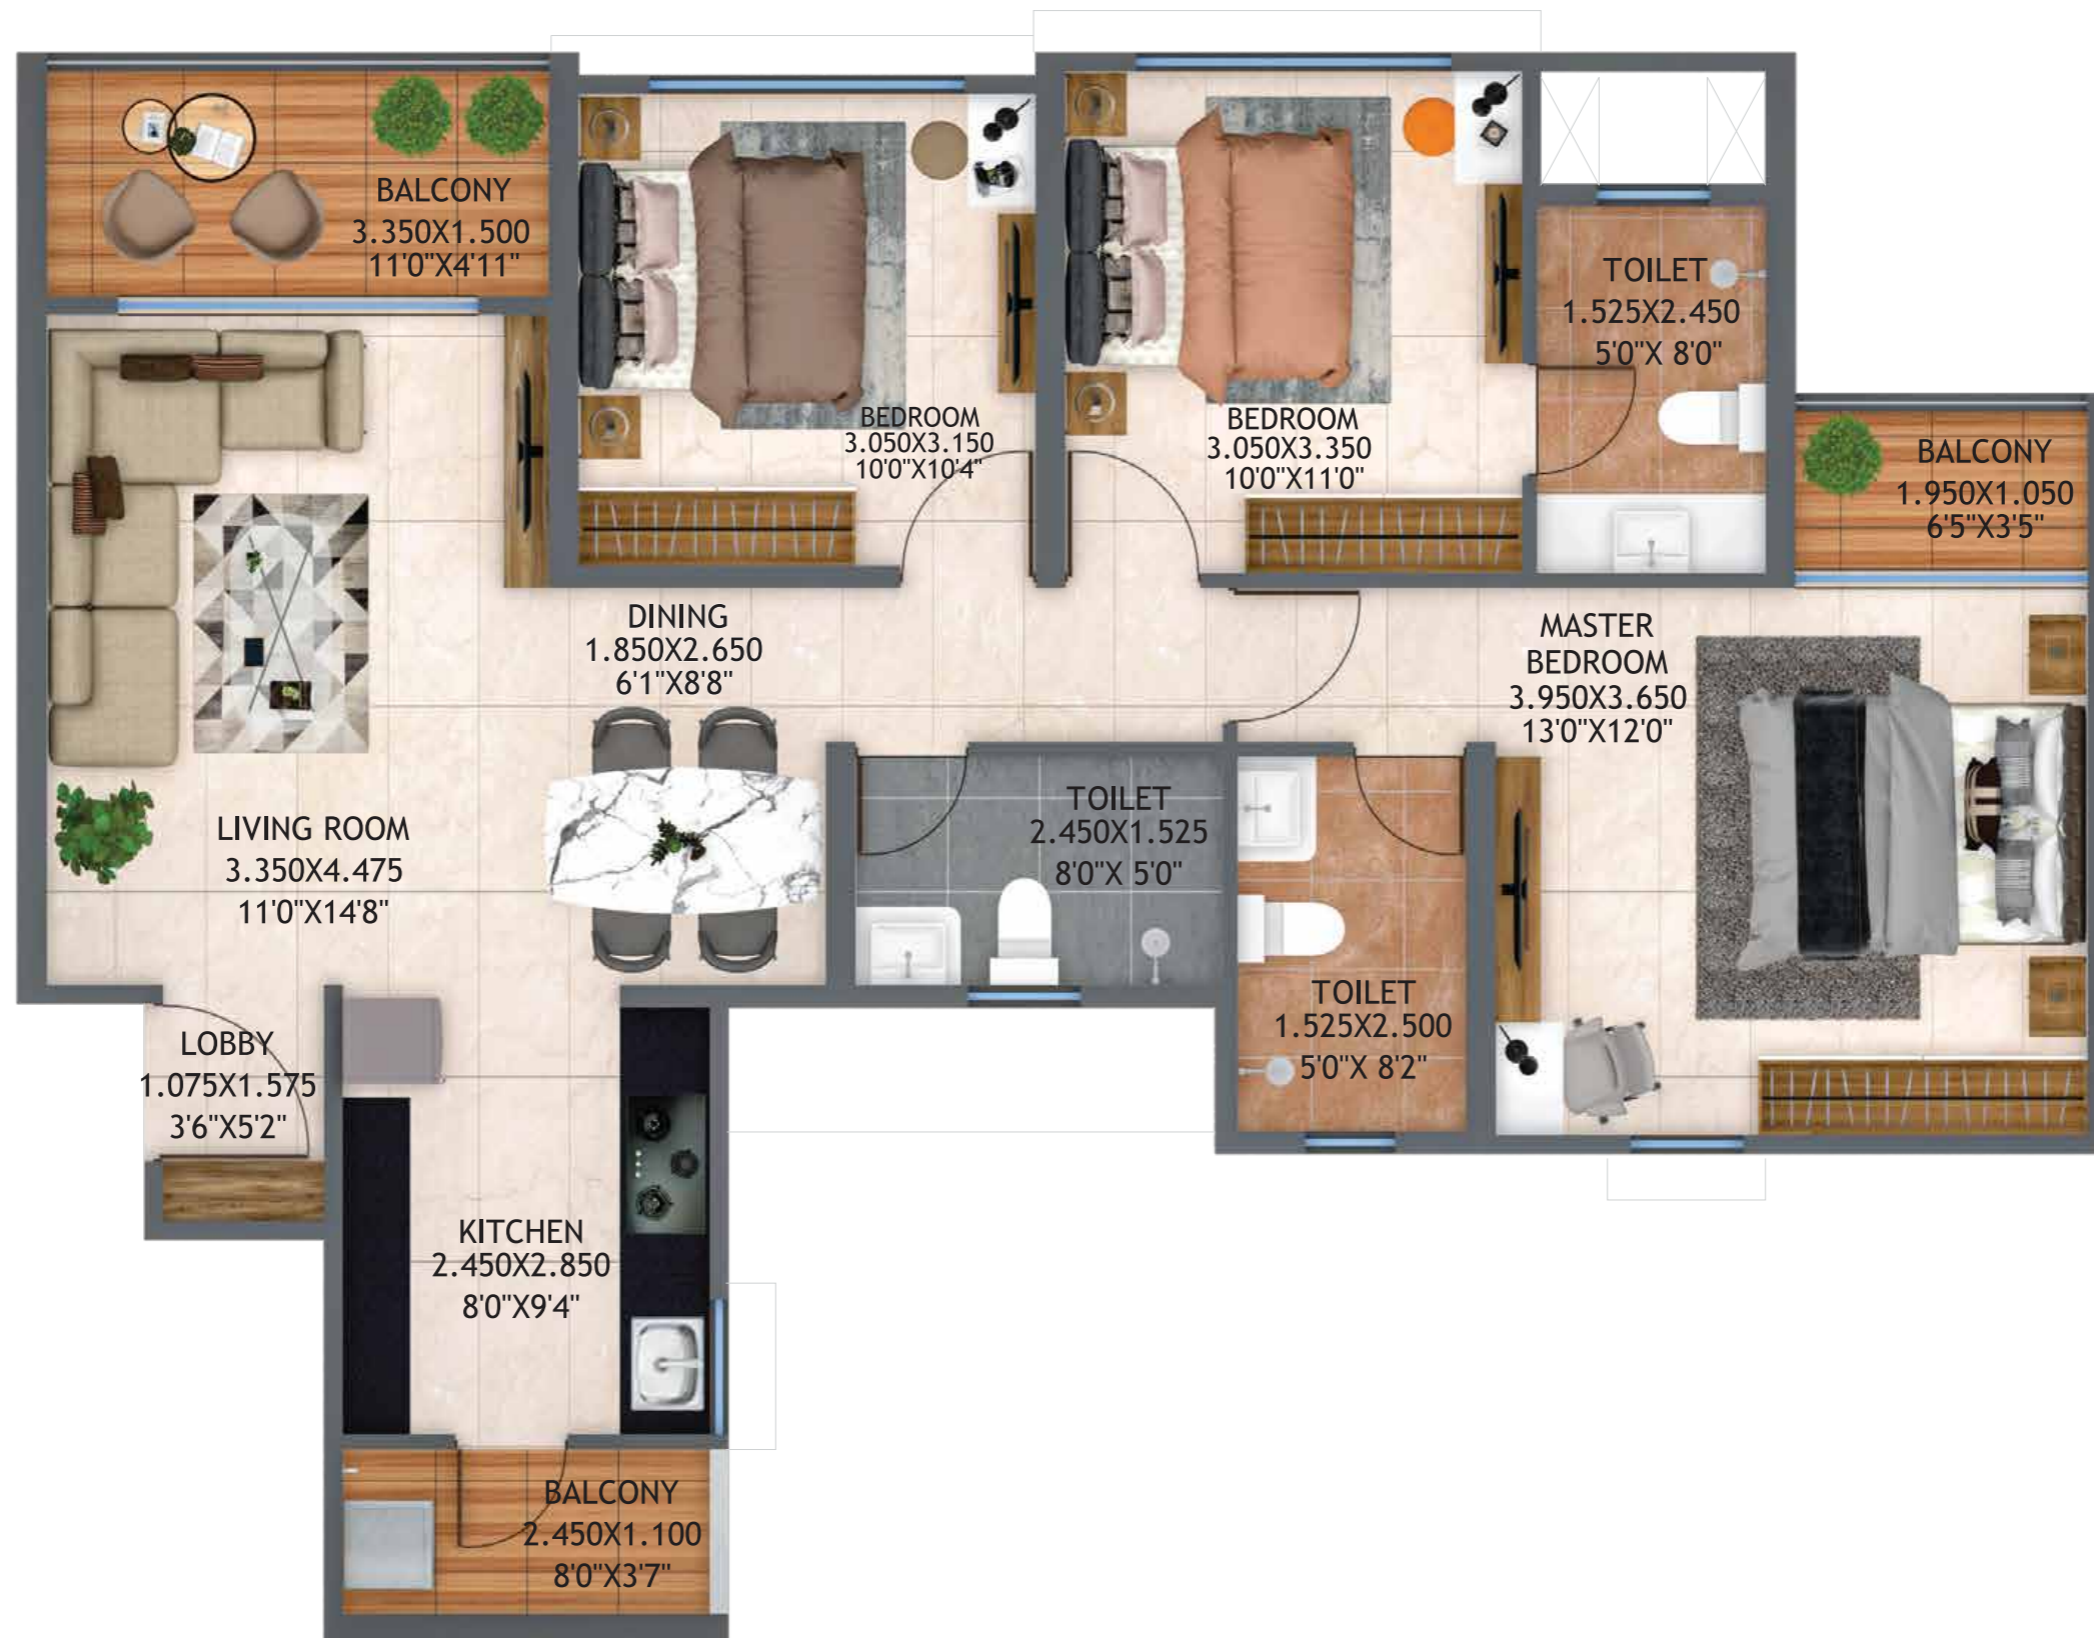 BALCONY
3.350X1.500
11'0"X4'11"
BEDROOM
3.050X3.150
10'0"X10'4"
BEDROOM
3.050X3.350
10'0"X11'0"
TOILET
1.525X2.450
5'0"X 8'0"
BALCONY
1.950X1.050
6'5"X3'5"
DINING
1.850X2.650
6'1"X8'8"
MASTER
BEDROOM
3.950X3.650
13'0"X12'0"
LIVING ROOM
3.350X4.475
11'0"X14'8"
TOILET
2.450X1.525
8'0"X 5'0"
TOILET
1.525X2.500
5'0"X 8'2"
LOBBY
1.075X1.575
3'6"X5'2"
KITCHEN
2.450X2.850
8'0"X9'4"
BALCONY
2.450X1.100
8'0"X3'7"